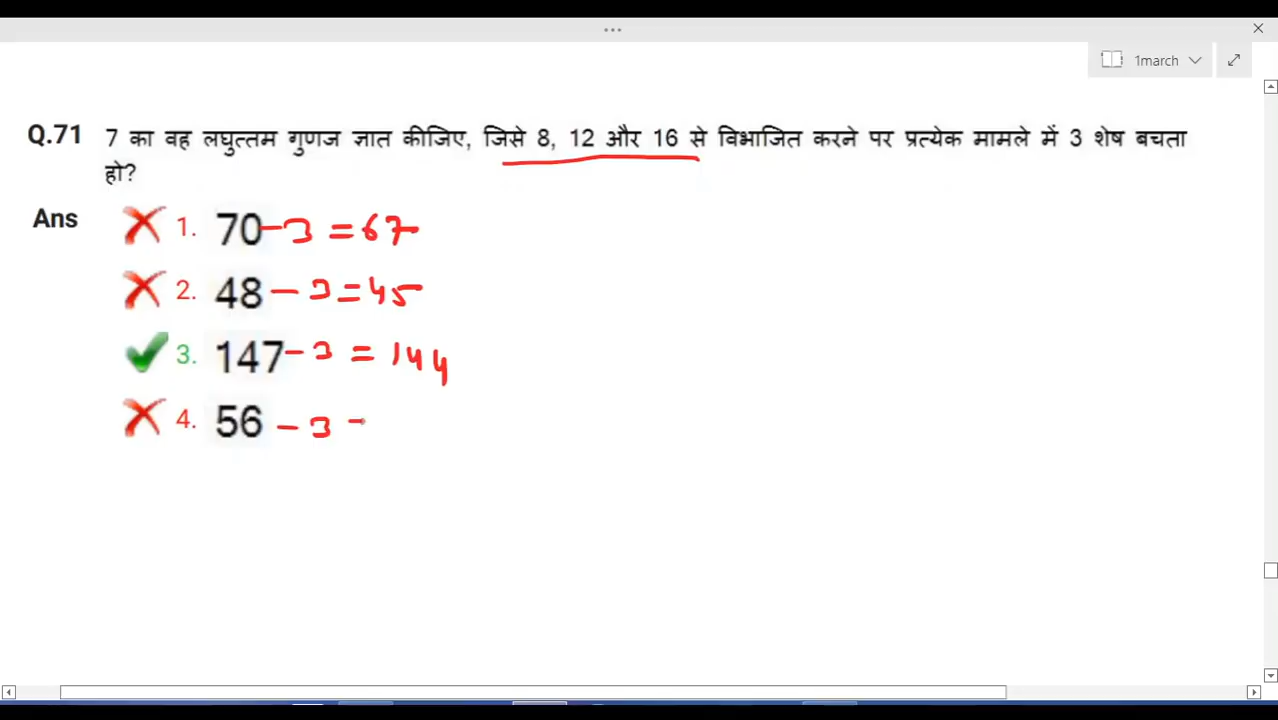 1march
Q.71 7 का वह लघुत्तम गुणज ज्ञात कीजिए, जिसे 8, 12 और 16 से विभाजित करने पर प्रत्येक मामले में 3 शेष बचता
हो?
Ans 1. 70 - 3 = 67
2. 48 - 3 = 45
3. 147 - 3 = 144
4. 56 - 3 -